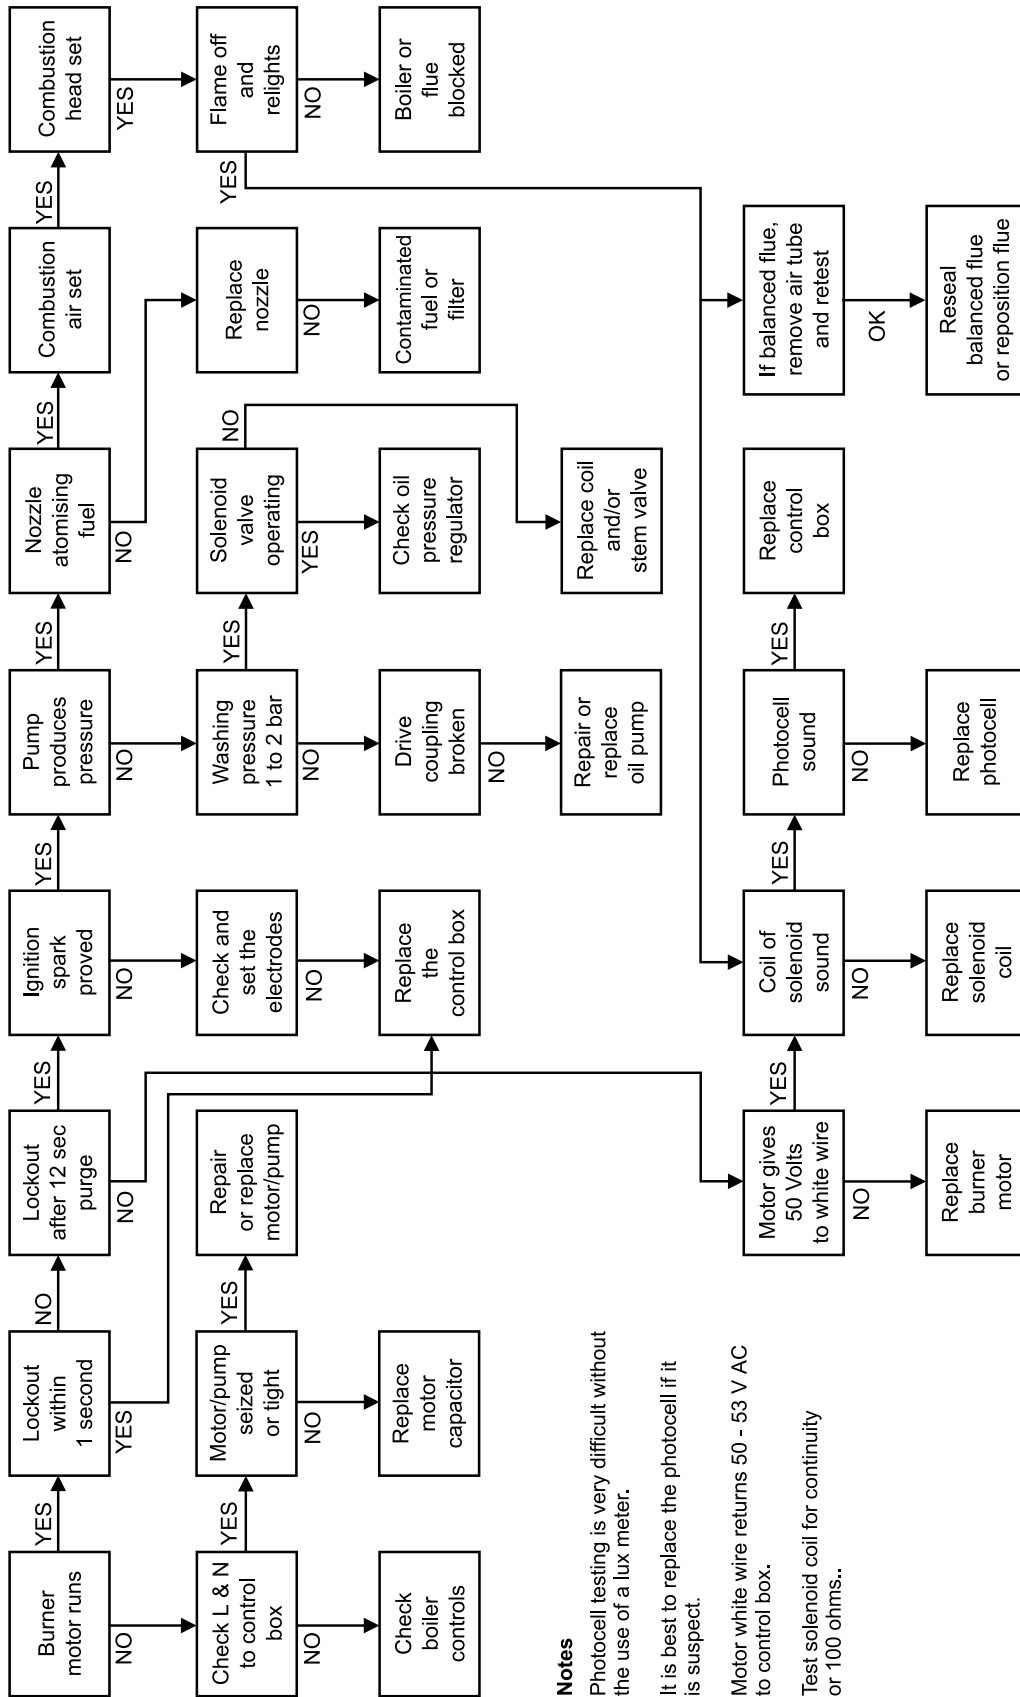 Burner
motor runs
YES
NO
Lockout
within
1 second
NO
YES
Lockout
after 12 sec
purge
YES
NO
Ignition
spark
proved
YES
NO
Pump
produces
pressure
YES
NO
Nozzle
atomising
fuel
YES
NO
Combustion
air set
YES
Combustion
head set
YES
Check L & N
to control
box
YES
NO
Motor/pump
seized
or tight
YES
NO
Repair
or replace
motor/pump
Check and
set the
electrodes
NO
Washing
pressure
1 to 2 bar
YES
NO
Solenoid
valve
operating
NO
YES
Replace
nozzle
NO
Flame off
and
relights
YES
NO
Check
boiler
controls
Replace
motor
capacitor
Replace
the
control box
Drive
coupling
broken
NO
Check oil
pressure
regulator
Contaminated
fuel or
filter
Boiler or
flue
blocked
Repair or
replace
oil pump
Replace coil
and/or
stem valve
Motor gives
50 Volts
to white wire
YES
NO
Coil of
solenoid
sound
YES
NO
Photocell
sound
YES
NO
Replace
control
box
If balanced flue,
remove air tube
and retest
OK
Replace
burner
motor
Replace
solenoid
coil
Replace
photocell
Reseal
balanced flue
or reposition flue
Notes
Photocell testing is very difficult without
the use of a lux meter.
It is best to replace the photocell if it
is suspect.
Motor white wire returns 50 - 53 V AC
to control box.
Test solenoid coil for continuity
or 100 ohms..